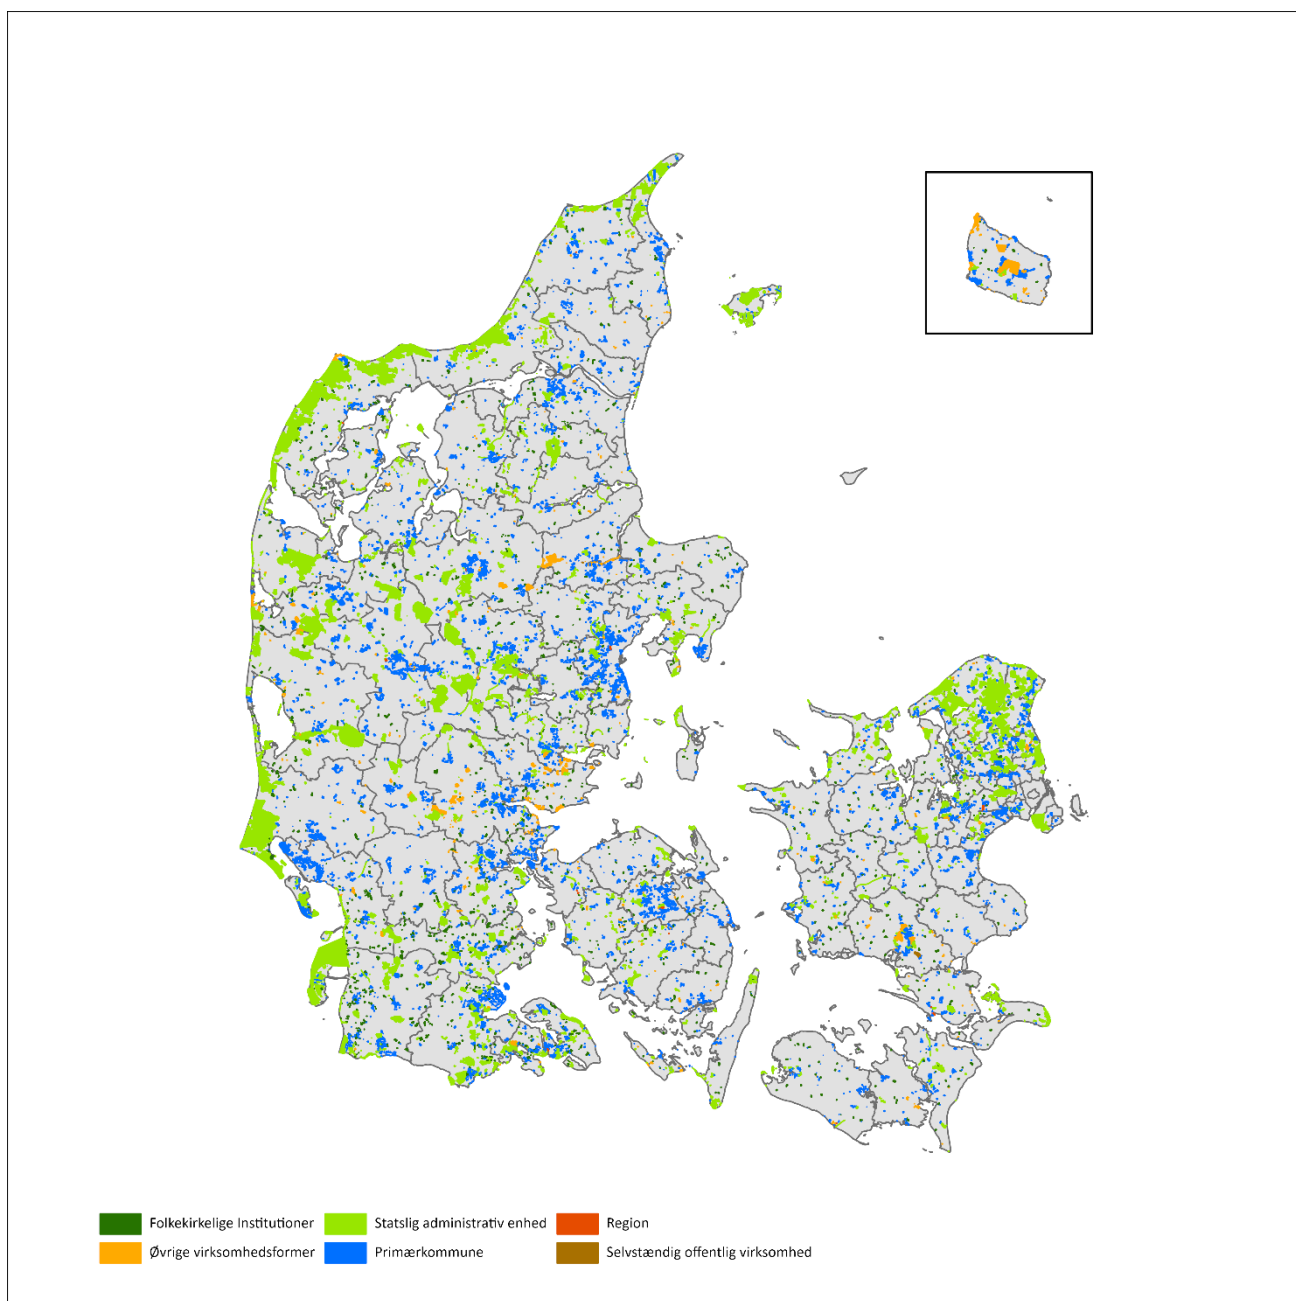 Folkekirkelige Institutioner
Statslig administrativ enhed
Region
Øvrige virksomhedsformer
Primærkommune
Selvstændig offentlig virksomhed